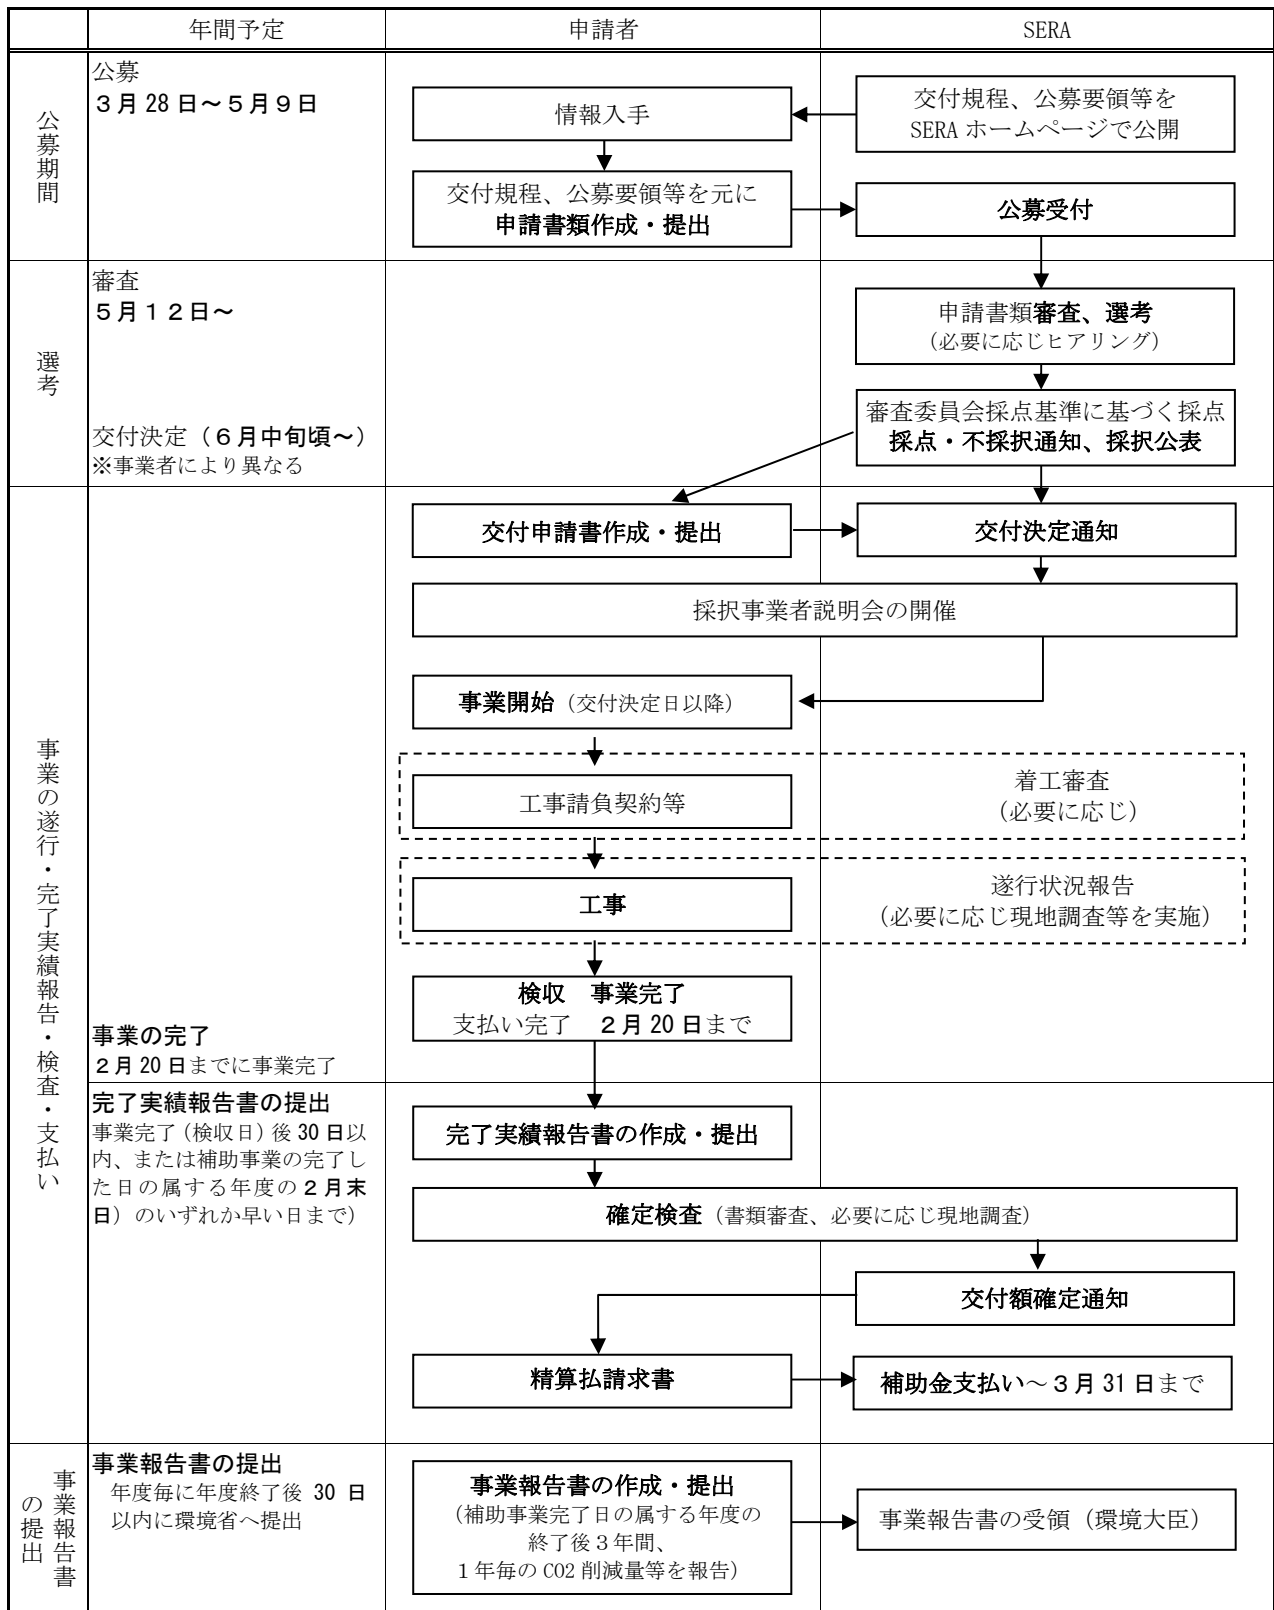 年間予定
申請者
SERA
公募期間
公募
３月 28 日～５月９日
情報入手
交付規程、公募要領等を
SERA ホームページで公開
交付規程、公募要領等を元に
申請書類作成・提出
公募受付
選考
審査
５月１２日～
交付決定（６月中旬頃～）
※事業者により異なる
申請書類審査、選考
（必要に応じヒアリング）
審査委員会採点基準に基づく採点
採点・不採択通知、採択公表
事業の遂行・完了実績報告・検査・支払い
交付申請書作成・提出
交付決定通知
採択事業者説明会の開催
事業開始（交付決定日以降）
工事請負契約等
着工審査
（必要に応じ）
工事
遂行状況報告
（必要に応じ現地調査等を実施）
検収　事業完了
支払い完了　２月 20 日まで
事業の完了
２月 20 日までに事業完了
完了実績報告書の提出
事業完了（検収日）後 30 日以
内、または補助事業の完了し
た日の属する年度の２月末
日）のいずれか早い日まで）
完了実績報告書の作成・提出
確定検査（書類審査、必要に応じ現地調査）
交付額確定通知
精算払請求書
補助金支払い～３月 31 日まで
事業報告書
の提出
事業報告書の提出
年度毎に年度終了後 30 日
以内に環境省へ提出
事業報告書の作成・提出
（補助事業完了日の属する年度の
終了後３年間、
１年毎の CO2 削減量等を報告）
事業報告書の受領（環境大臣）